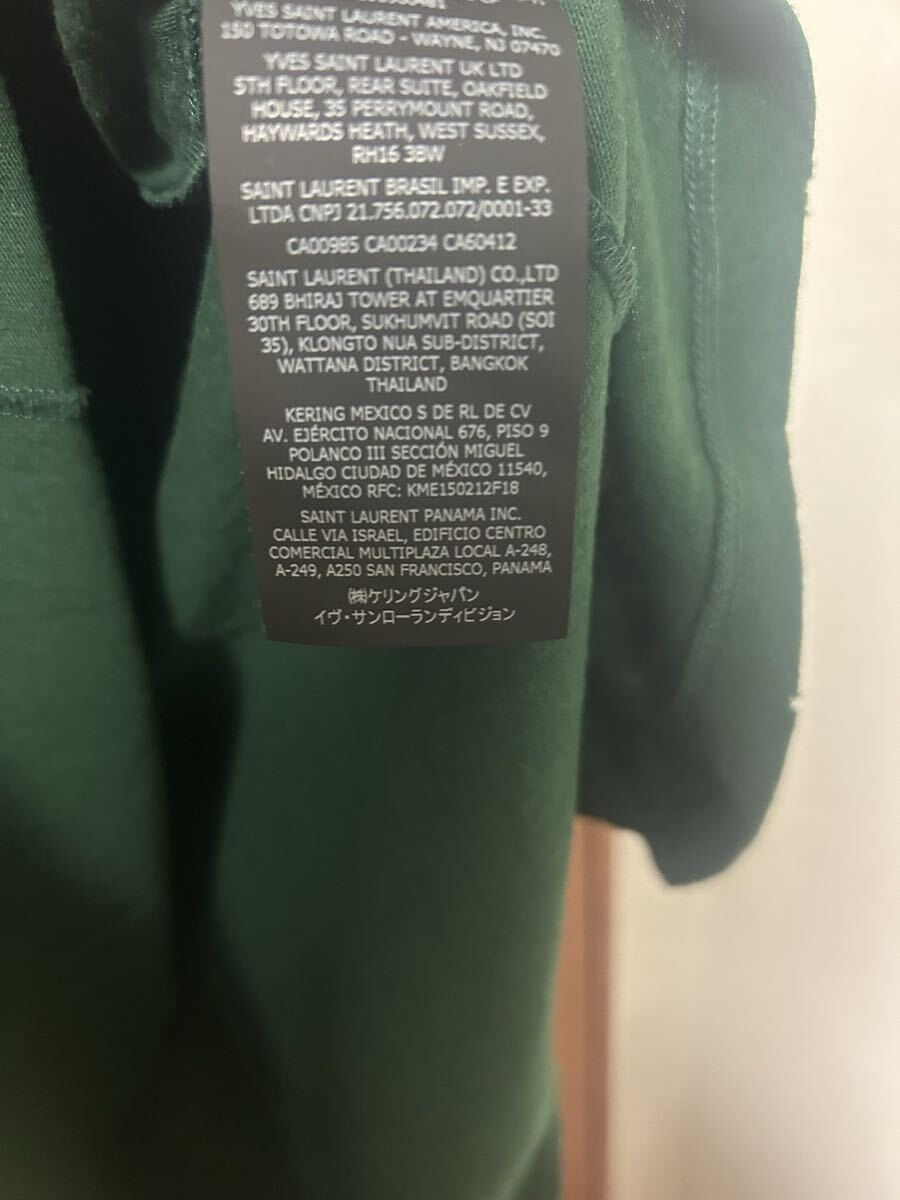 YVES SAINT LAURENT AMERICA, INC.
190 TOTOWA ROAD - WAYNE, NJ 07470
YVES SAINT LAURENT UK LTD
5TH FLOOR, REAR SUITE, OAKFIELD
HOUSE, 35 PERRYMOUNT ROAD,
HAYWARDS HEATH, WEST SUSSEX,
RH16 3BW
SAINT LAURENT BRASIL IMP. E EXP.
LTDA CNPJ 21.756.072.072/0001-33
CA00985 CA00234 CA60412
SAINT LAURENT (THAILAND) CO.,LTD
689 BHIRAJ TOWER AT EMQUARTIER
30TH FLOOR, SUKHUMVIT ROAD (SOI
35), KLONGTO NUA SUB-DISTRICT,
WATTANA DISTRICT, BANGKOK
THAILAND
KERING MEXICO S DE RL DE CV
AV. EJÉRCITO NACIONAL 676, PISO 9
POLANCO III SECCIÓN MIGUEL
HIDALGO CIUDAD DE MÉXICO 11540,
MÉXICO RFC: KME150212F18
SAINT LAURENT PANAMA INC.
CALLE VIA ISRAEL, EDIFICIO CENTRO
COMERCIAL MULTIPLAZA LOCAL A-248,
A-249, A250 SAN FRANCISCO, PANAMA
㈱ケリングジャパン
イヴ・サンローランディビジョン